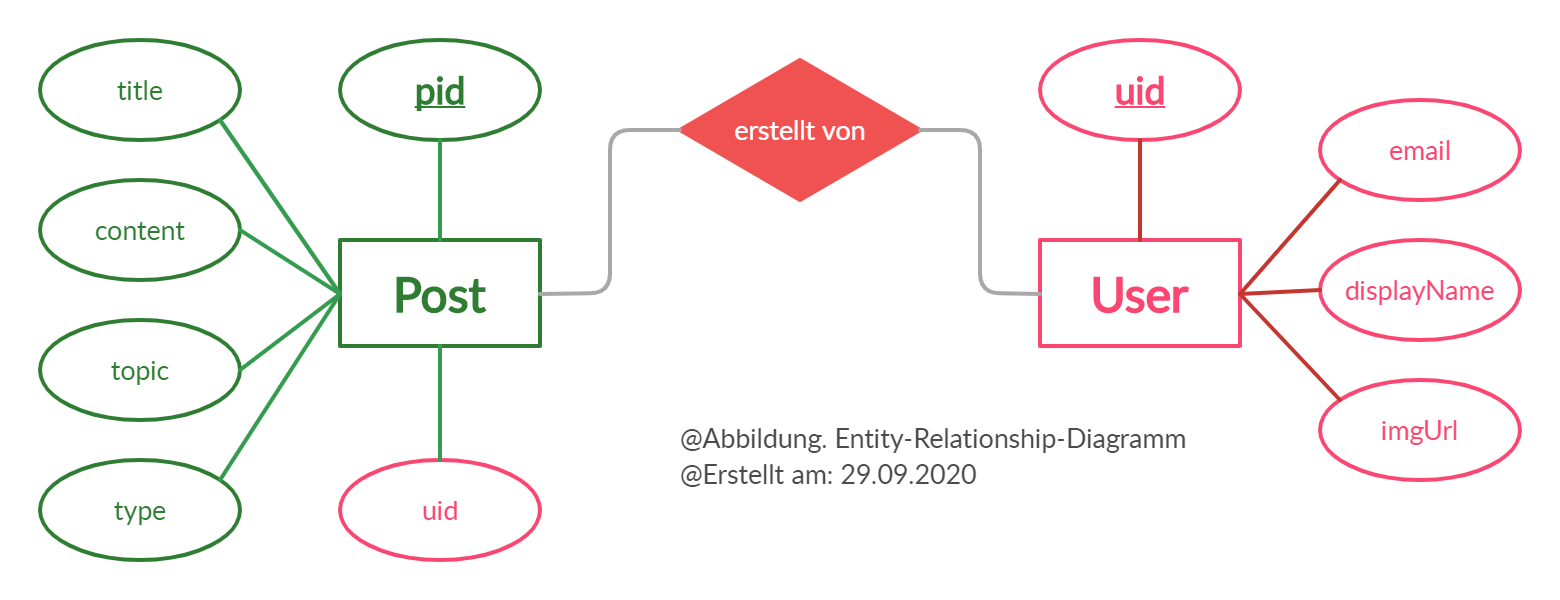 title
pid
erstellt von
uid
email
content
Post
User
displayName
topic
imgUrl
@Abbildung. Entity-Relationship-Diagramm
@Erstellt am: 29.09.2020
type
uid